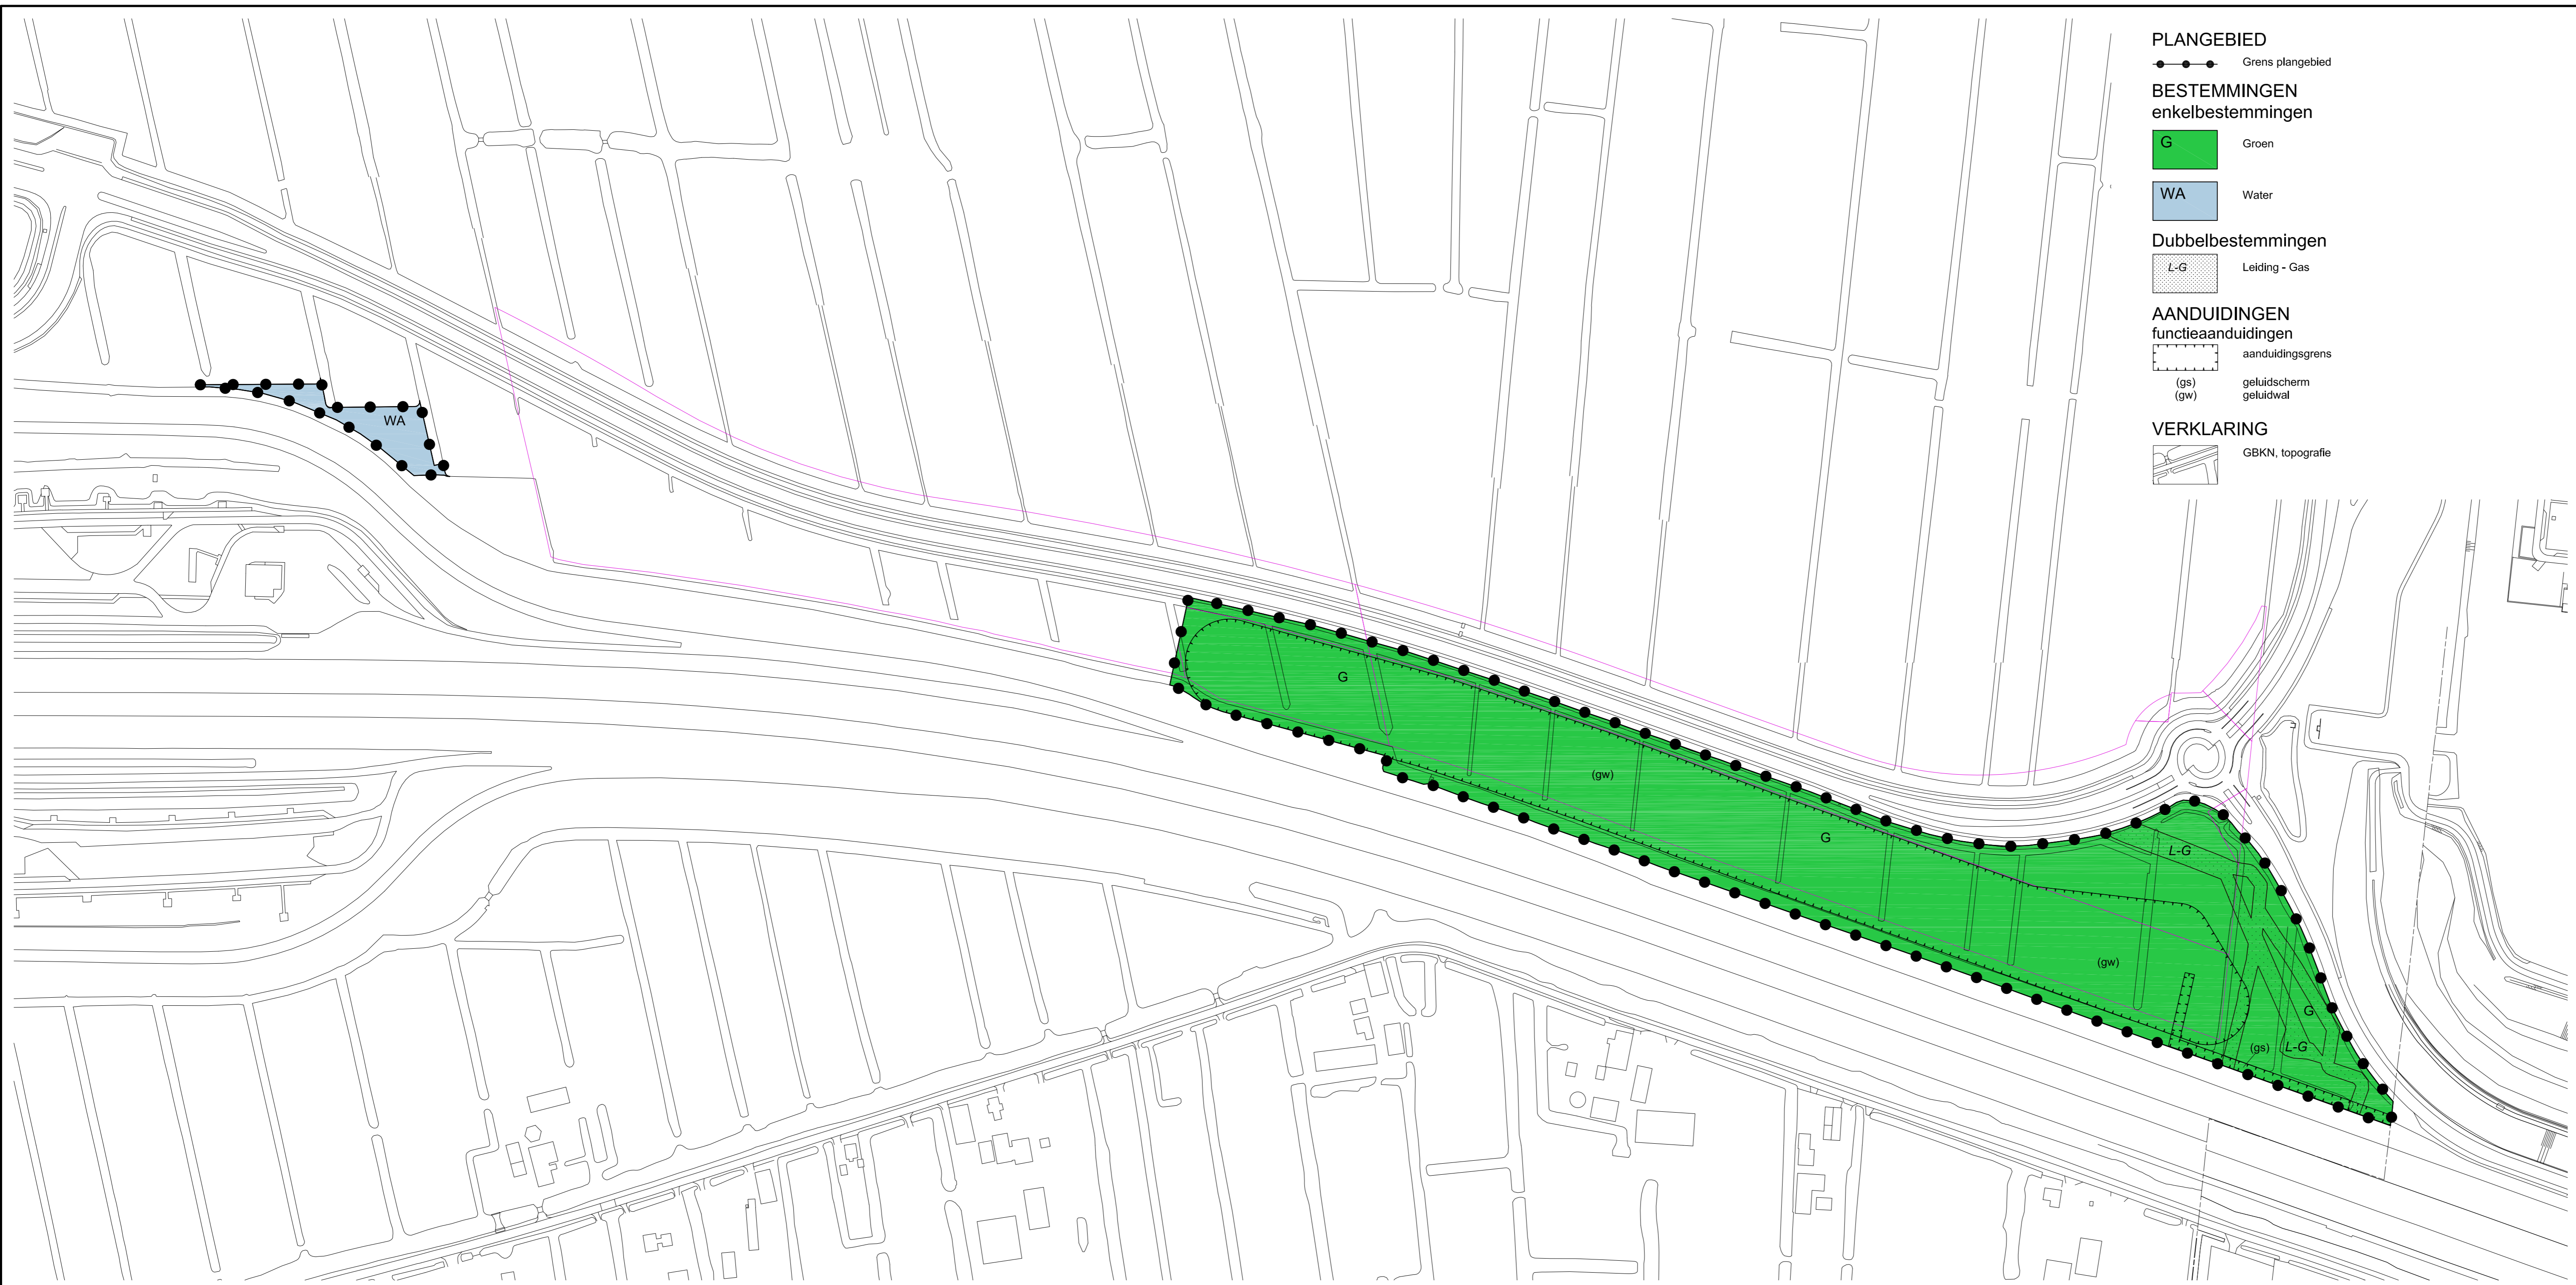 PLANGEBIED
Grens plangebied
BESTEMMINGEN
enkelbestemmingen
G Groen
WA Water
Dubbelbestemmingen
L-G Leiding - Gas
AANDUIDINGEN
functieaanduidingen
aanduidingsgrens
(gs) geluidscherm
(gw) geluidwal
VERKLARING
GBKN, topografie
WA
G
(gw)
G
L-G
(gw)
G
(gs) L-G